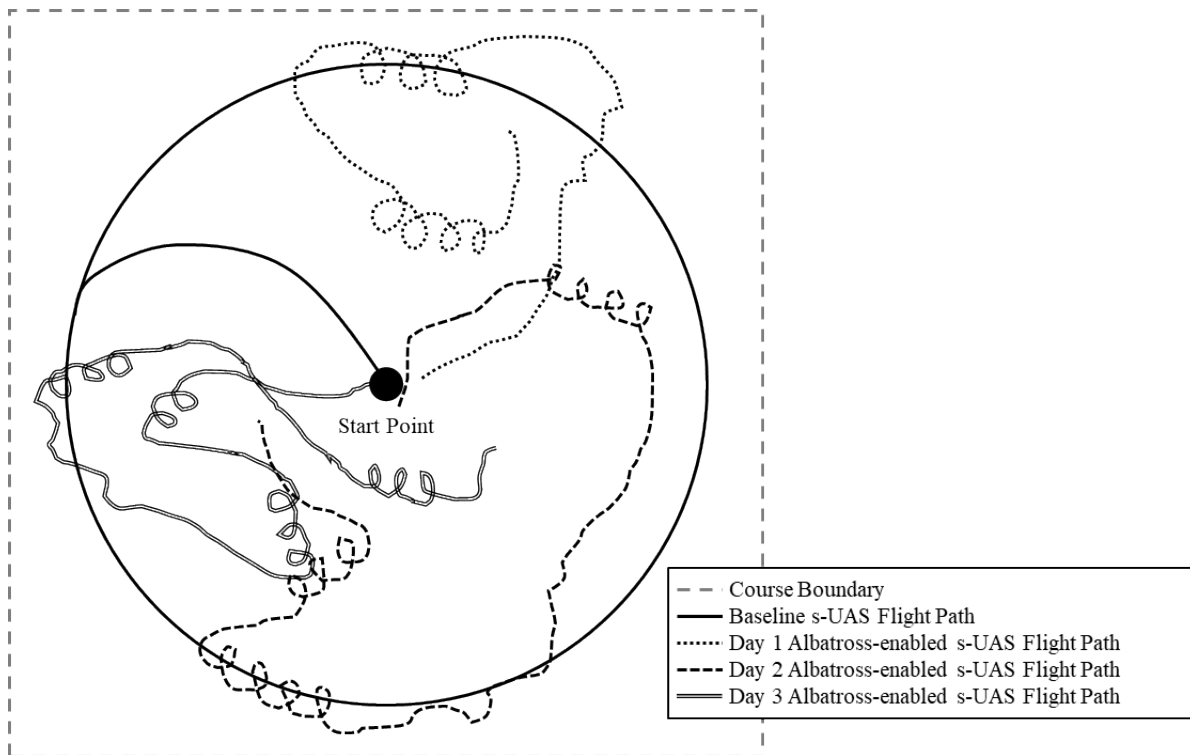 Start Point
Course Boundary
Baseline s-UAS Flight Path
Day 1 Albatross-enabled s-UAS Flight Path
Day 2 Albatross-enabled s-UAS Flight Path
Day 3 Albatross-enabled s-UAS Flight Path